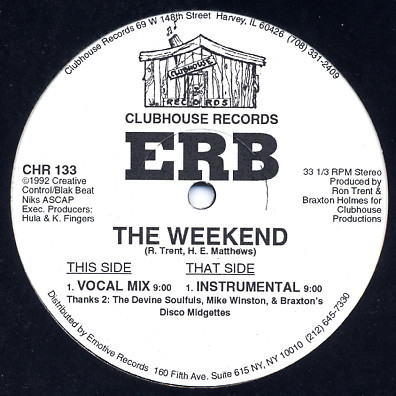 Clubhouse Records 69 W 148th Street Harvey, IL 60426 (708) 331-2409
CLUBHOUSE
RECORDS
CLUBHOUSE RECORDS
ERB
CHR 133
©1992 Creative
Control/Blak Beat
Niks ASCAP
Exec. Producers:
Hula & K. Fingers
33 1/3 RPM Stereo
Produced by
Ron Trent &
Braxton Holmes for
Clubhouse
Productions
THE WEEKEND
(R. Trent, H. E. Matthews)
THIS SIDE
1. VOCAL MIX 9:00
THAT SIDE
1. INSTRUMENTAL 9:00
Thanks 2: The Devine Soulfuls, Mike Winston, & Braxton's
Disco Midgettes
Distributed by Emotive Records 160 Fifth Ave. Suite 615 NY, NY 10010 (212) 645-7330